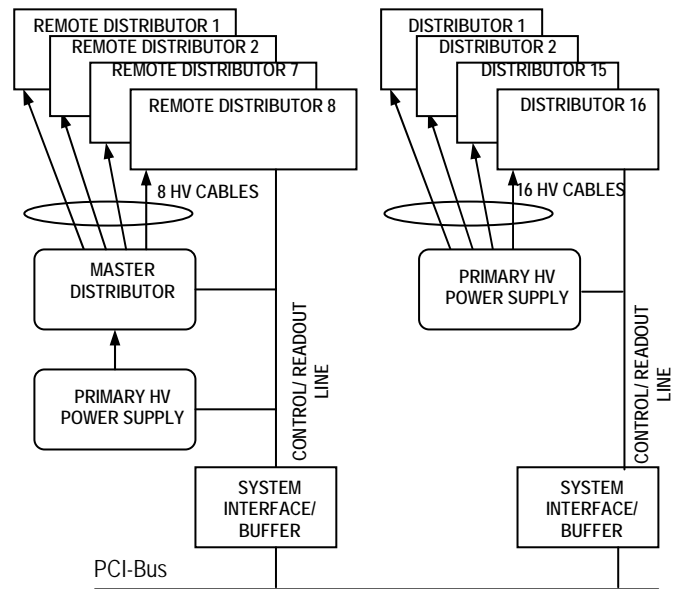 REMOTE DISTRIBUTOR 1
REMOTE DISTRIBUTOR 2
REMOTE DISTRIBUTOR 7
REMOTE DISTRIBUTOR 8
8 HV CABLES
MASTER
DISTRIBUTOR
PRIMARY HV
POWER SUPPLY
CONTROL/ READOUT
LINE
SYSTEM
INTERFACE/
BUFFER
DISTRIBUTOR 1
DISTRIBUTOR 2
DISTRIBUTOR 15
DISTRIBUTOR 16
16 HV CABLES
PRIMARY HV
POWER SUPPLY
CONTROL/ READOUT
LINE
SYSTEM
INTERFACE/
BUFFER
PCI-Bus